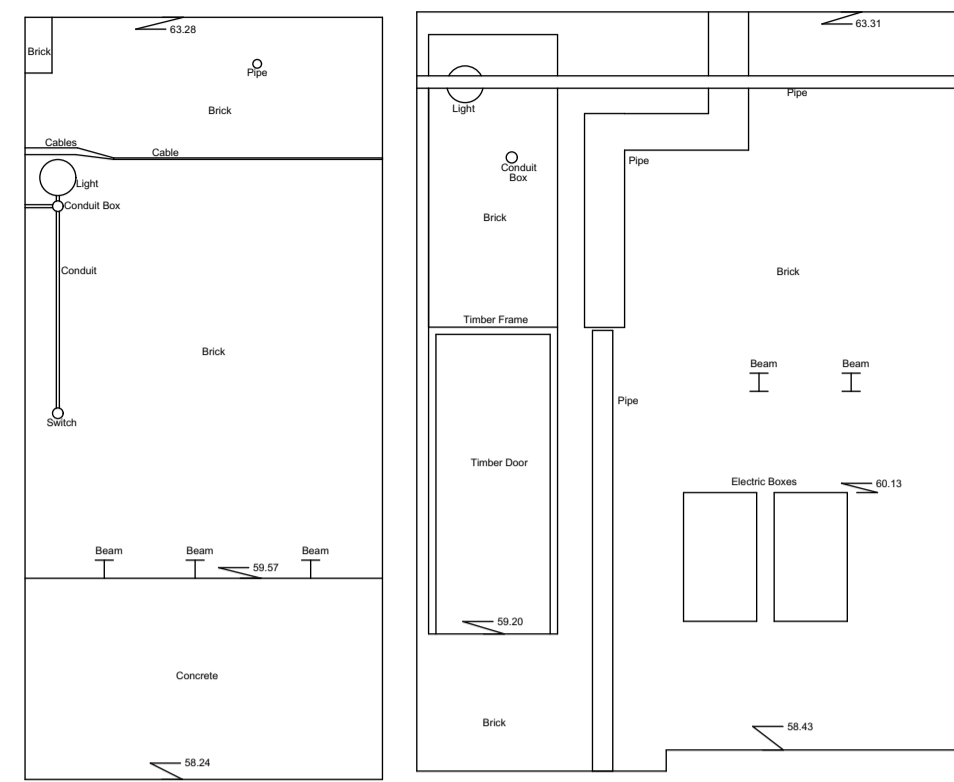 63.28
Brick
Pipe
Brick
Cables
Cable
Light
Conduit Box
Conduit
Brick
Switch
Beam
Beam
Beam
59.57
Concrete
58.24
63.31
Pipe
Light
Pipe
Conduit
Box
Brick
Brick
Timber Frame
Beam
Beam
Pipe
Timber Door
Electric Boxes
60.13
59.20
Brick
58.43